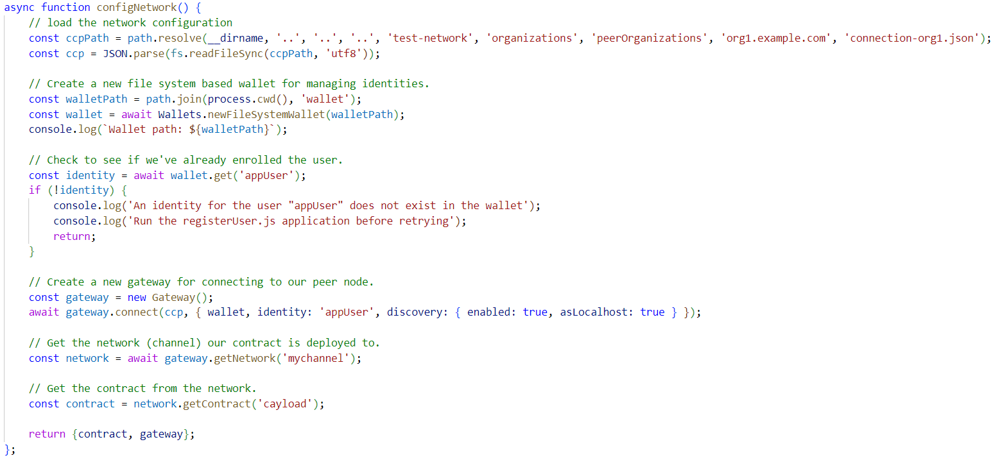 async function configNetwork() {
    // load the network configuration
    const ccpPath = path.resolve(__dirname, '..', '..', '..', 'test-network', 'organizations', 'peerOrganizations', 'org1.example.com', 'connection-org1.json');
    const ccp = JSON.parse(fs.readFileSync(ccpPath, 'utf8'));

    // Create a new file system based wallet for managing identities.
    const walletPath = path.join(process.cwd(), 'wallet');
    const wallet = await Wallets.newFileSystemWallet(walletPath);
    console.log(`Wallet path: ${walletPath}`);

    // Check to see if we've already enrolled the user.
    const identity = await wallet.get('appUser');
    if (!identity) {
        console.log('An identity for the user "appUser" does not exist in the wallet');
        console.log('Run the registerUser.js application before retrying');
        return;
    }

    // Create a new gateway for connecting to our peer node.
    const gateway = new Gateway();
    await gateway.connect(ccp, { wallet, identity: 'appUser', discovery: { enabled: true, asLocalhost: true } });

    // Get the network (channel) our contract is deployed to.
    const network = await gateway.getNetwork('mychannel');

    // Get the contract from the network.
    const contract = network.getContract('cayload');

    return {contract, gateway};
};